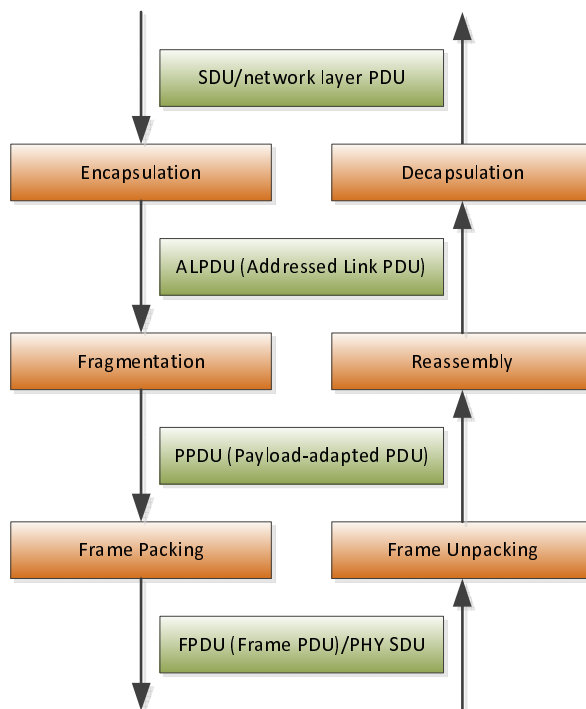 SDU/network layer PDU
Encapsulation
Decapsulation
ALPDU (Addressed Link PDU)
Fragmentation
Reassembly
PPDU (Payload-adapted PDU)
Frame Packing
Frame Unpacking
FPDU (Frame PDU)/PHY SDU